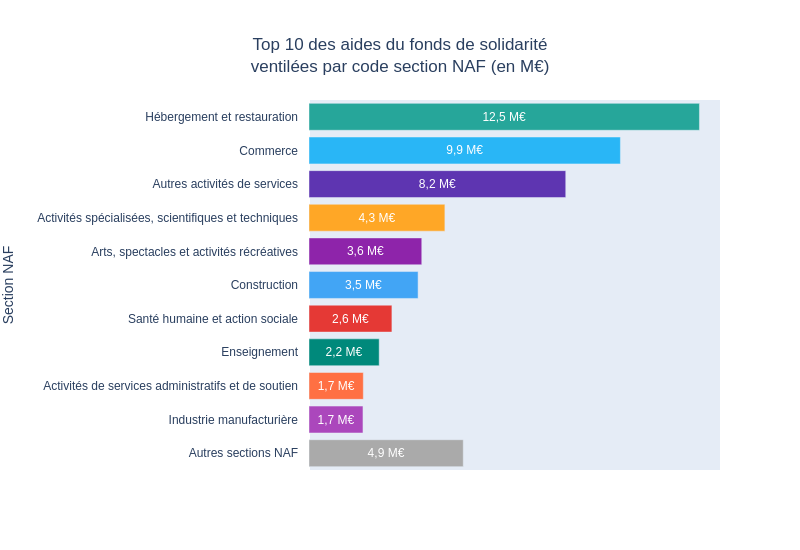 Top 10 des aides du fonds de solidarité
ventilées par code section NAF (en M€)
Section NAF
Hébergement et restauration 12,5 M€
Commerce 9,9 M€
Autres activités de services 8,2 M€
Activités spécialisées, scientifiques et techniques 4,3 M€
Arts, spectacles et activités récréatives 3,6 M€
Construction 3,5 M€
Santé humaine et action sociale 2,6 M€
Enseignement 2,2 M€
Activités de services administratifs et de soutien 1,7 M€
Industrie manufacturière 1,7 M€
Autres sections NAF 4,9 M€